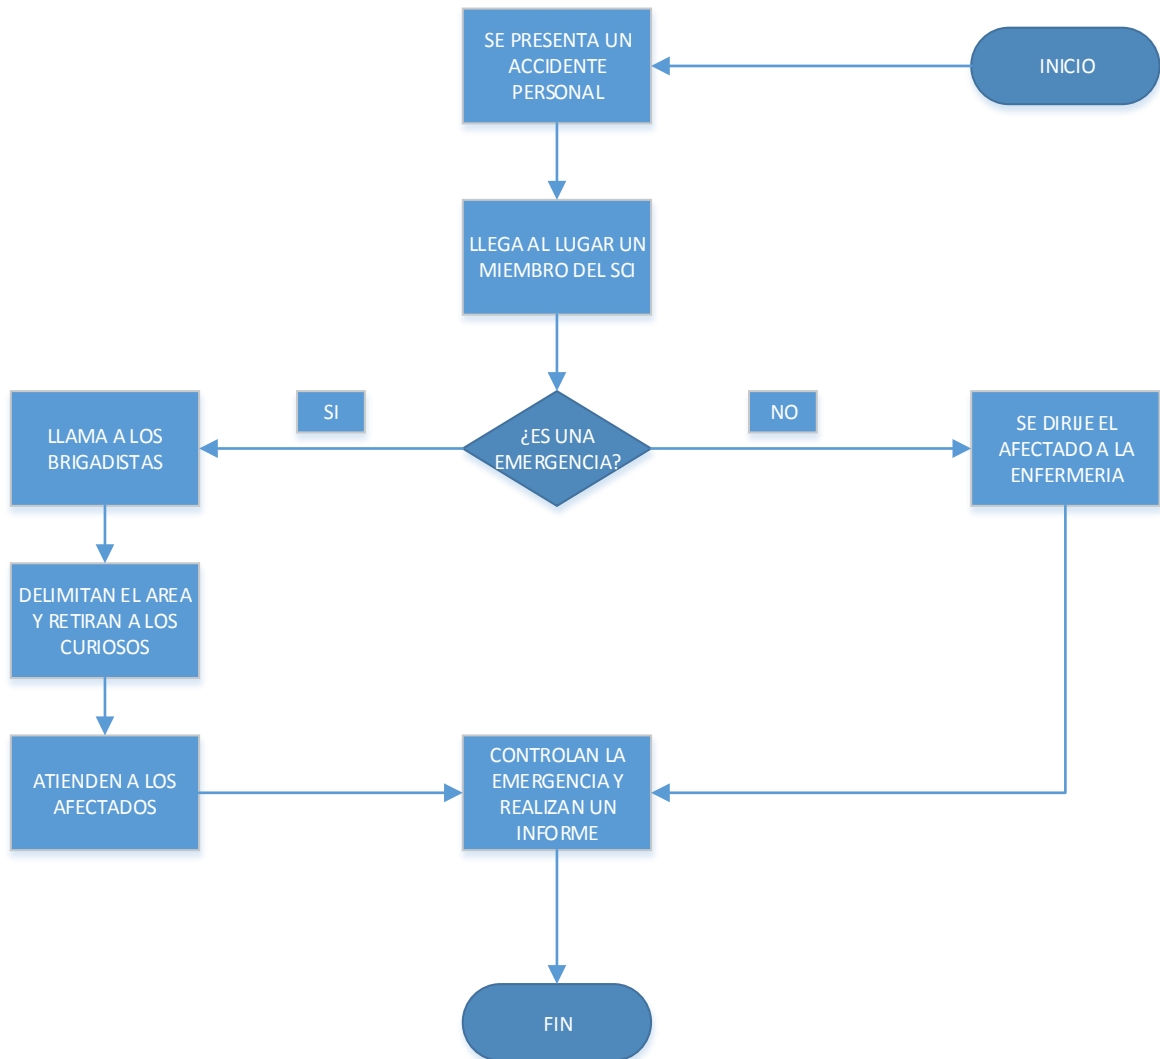 SE PRESENTA UN
ACCIDENTE
PERSONAL
INICIO
LLEGA AL LUGAR UN
MIEMBRO DEL SCI
SI
NO
LLAMA A LOS
BRIGADISTAS
¿ES UNA
EMERGENCIA?
SE DIRIJE EL
AFECTADO A LA
ENFERMERIA
DELIMITAN EL AREA
Y RETIRAN A LOS
CURIOSOS
ATIENDEN A LOS
AFECTADOS
CONTROLAN LA
EMERGENCIA Y
REALIZAN UN
INFORME
FIN